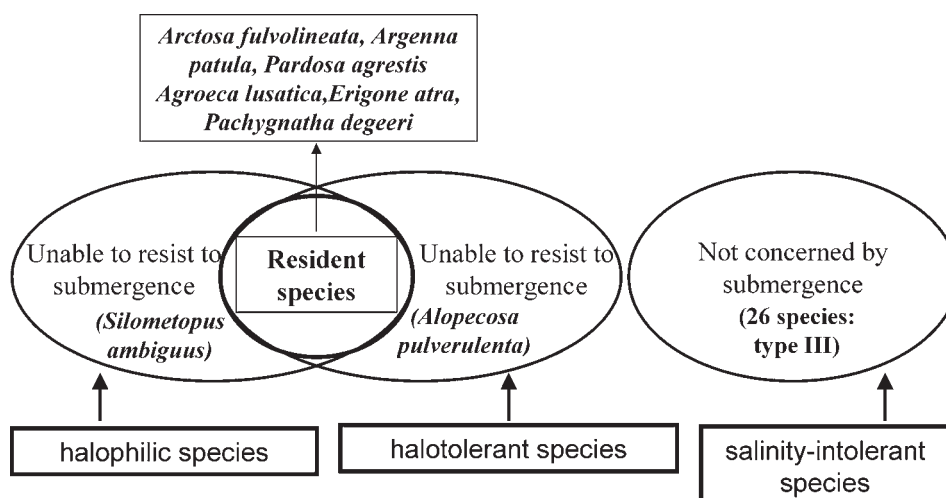 Arctosa fulvolineata, Argenna
patula, Pardosa agrestis
Agroeca lusatica,Erigone atra,
Pachygnatha degeeri
Unable to resist to
submergence
(Silometopus
ambiguus)
Resident
species
Unable to resist to
submergence
(Alopecosa
pulverulenta)
Not concerned by
submergence
(26 species:
type III)
halophilic species
halotolerant species
salinity-intolerant
species